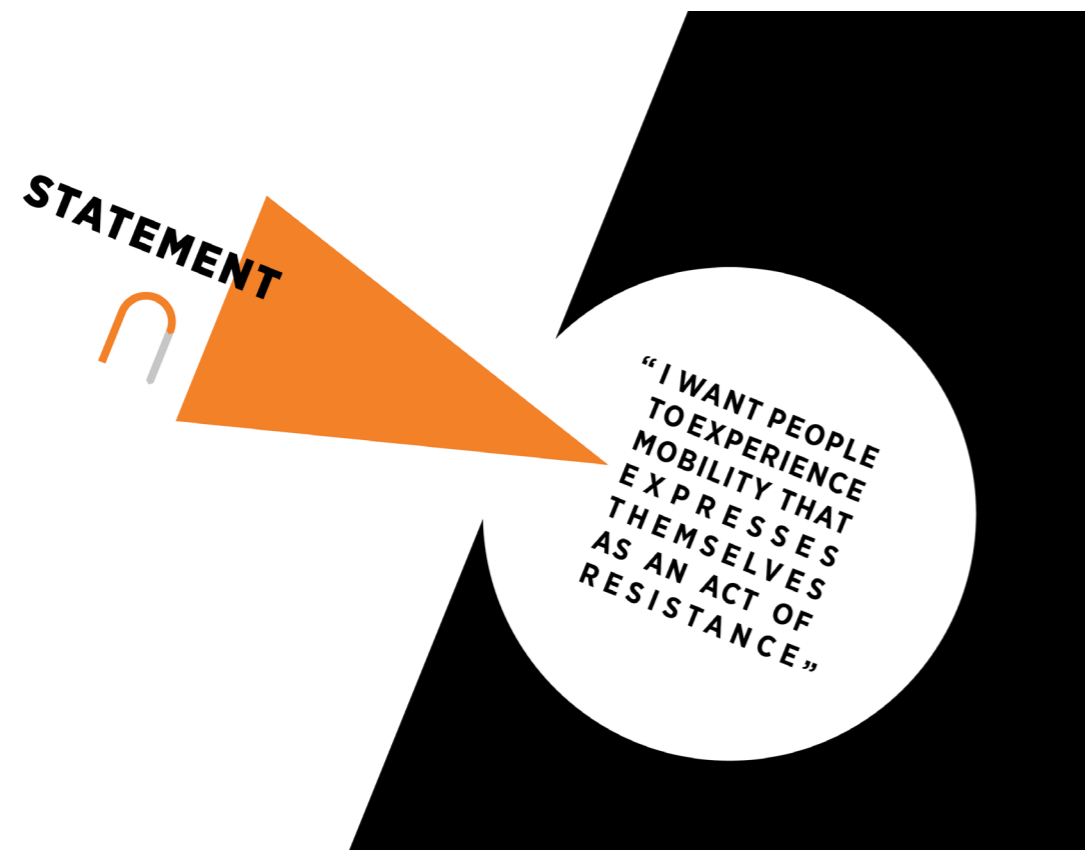 STATEMENT
“I WANT PEOPLE
TO EXPERIENCE
MOBILITY THAT
EXPRESSES
THEMSELVES
AS AN ACT OF
RESISTANCE”